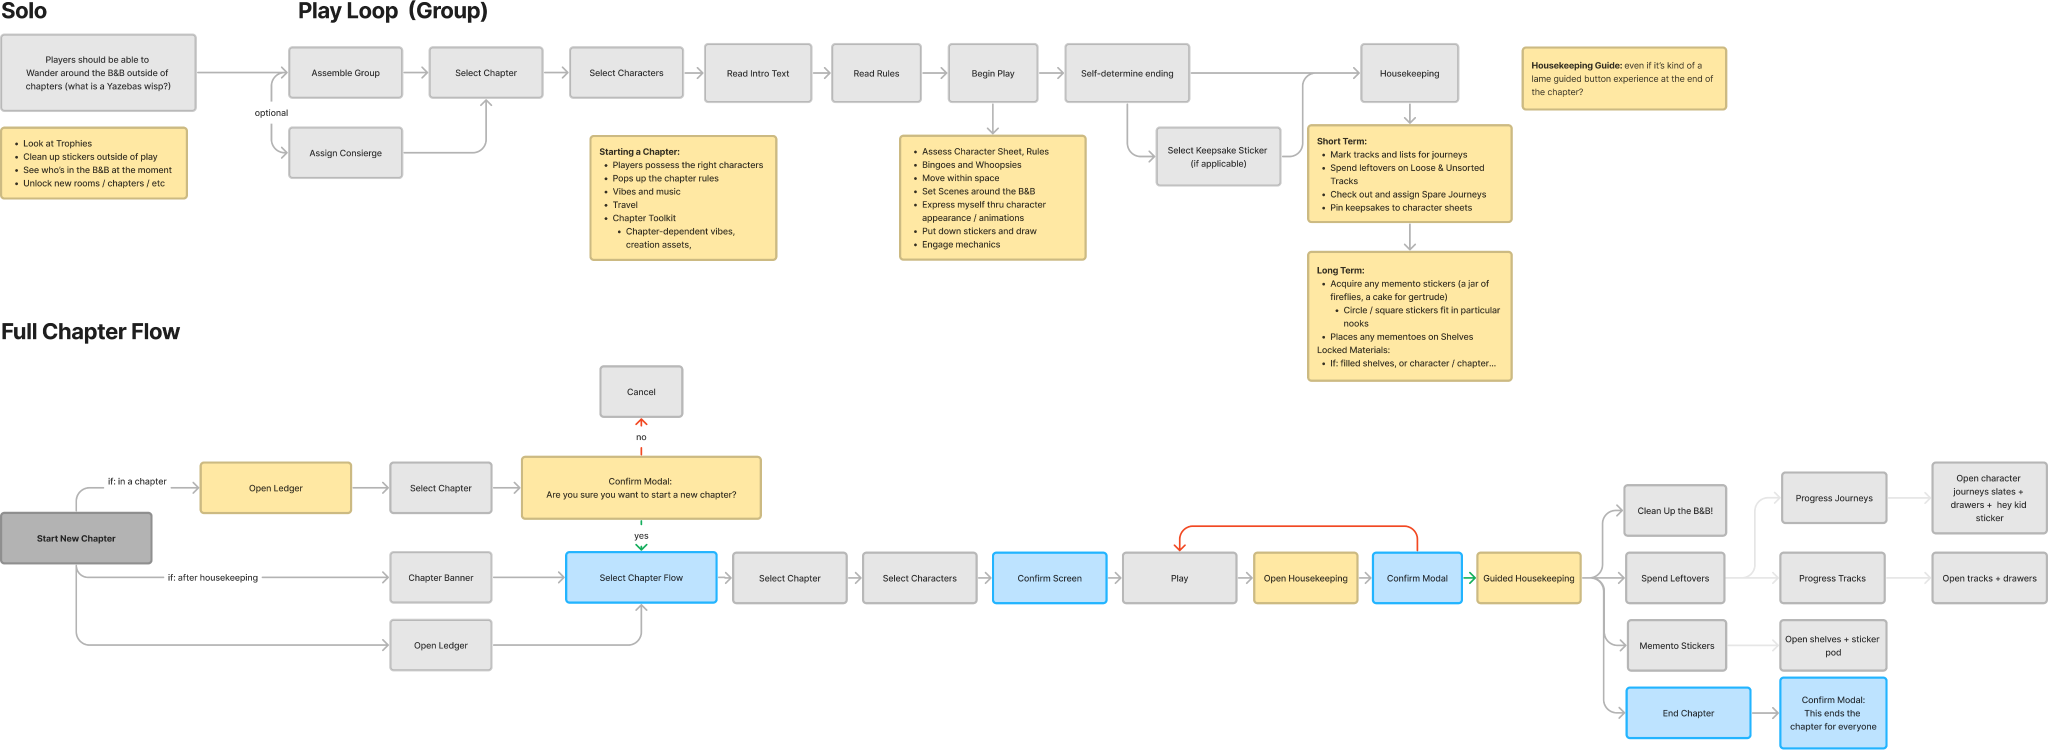 Solo
Play Loop  (Group)
Players should be able to
Wander around the B&B outside of
chapters (what is a Yazebas wisp?)
Assemble Group
Select Chapter
Select Characters
Read Intro Text
Read Rules
Begin Play
Self-determine ending
Housekeeping
Housekeeping Guide: even if it's kind of a
lame guided button experience at the end of
the chapter?
optional
Assign Consierge
Select Keepsake Sticker
(if applicable)
• Look at Trophies
• Clean up stickers outside of play
• See who's in the B&B at the moment
• Unlock new rooms / chapters / etc
Starting a Chapter:
• Players possess the right characters
• Pops up the chapter rules
• Vibes and music
• Travel
• Chapter Toolkit
• Chapter-dependent vibes,
creation assets,
• Assess Character Sheet, Rules
• Bingoes and Whoopsies
• Move within space
• Set Scenes around the B&B
• Express myself thru character
appearance / animations
• Put down stickers and draw
• Engage mechanics
Short Term:
• Mark tracks and lists for journeys
• Spend leftovers on Loose & Unsorted
Tracks
• Check out and assign Spare Journeys
• Pin keepsakes to character sheets
Long Term:
• Acquire any memento stickers (a jar of
fireflies, a cake for gertrude)
• Circle / square stickers fit in particular
nooks
• Places any mementoes on Shelves
Locked Materials:
• If: filled shelves, or character / chapter...
Full Chapter Flow
Cancel
no
if: in a chapter
Open Ledger
Select Chapter
Confirm Modal:
Are you sure you want to start a new chapter?
yes
Start New Chapter
if: after housekeeping
Chapter Banner
Select Chapter Flow
Select Chapter
Select Characters
Confirm Screen
Play
Open Housekeeping
Confirm Modal
Guided Housekeeping
Open Ledger
Clean Up the B&B!
Progress Journeys
Open character
journeys slates +
drawers +  hey kid
sticker
Spend Leftovers
Progress Tracks
Open tracks + drawers
Memento Stickers
Open shelves + sticker
pod
End Chapter
Confirm Modal:
This ends the
chapter for everyone